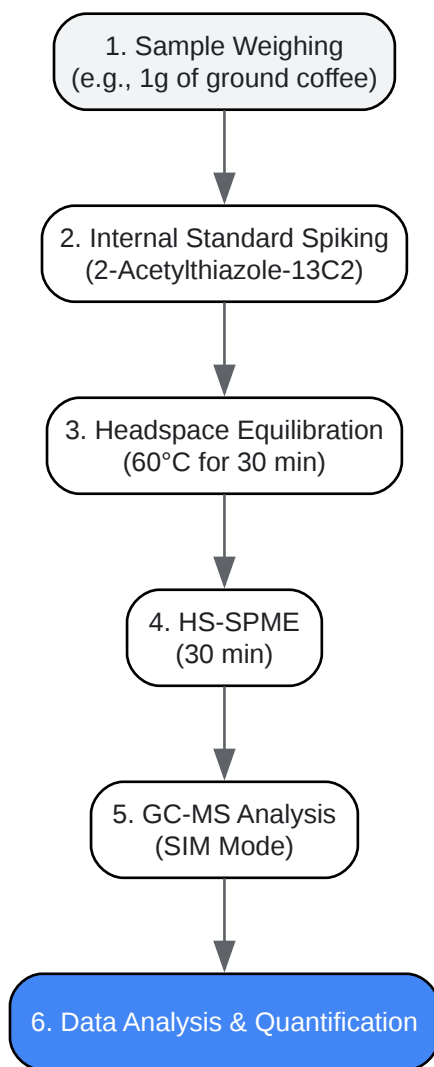 1. Sample Weighing
(e.g., 1g of ground coffee)
2. Internal Standard Spiking
(2-Acetylthiazole-13C2)
3. Headspace Equilibration
(60°C for 30 min)
4. HS-SPME
(30 min)
5. GC-MS Analysis
(SIM Mode)
6. Data Analysis & Quantification